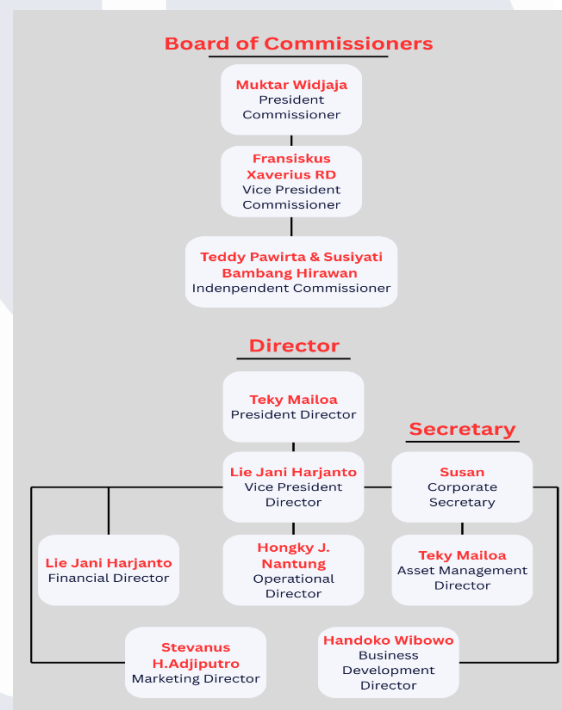 Board of Commissioners
Muktar Widjaja
President
Commissioner
Fransiskus
Xaverius RD
Vice President
Commissioner
Teddy Pawirta & Susiyati
Bambang Hirawan
Indenpendent Commissioner
Director
Teky Mailoa
President Director
Secretary
Lie Jani Harjanto
Vice President
Director
Susan
Corporate
Secretary
Lie Jani Harjanto
Financial Director
Hongky J.
Nantung
Operational
Director
Teky Mailoa
Asset Management
Director
Stevanus
H.Adjiputro
Marketing Director
Handoko Wibowo
Business
Development
Director